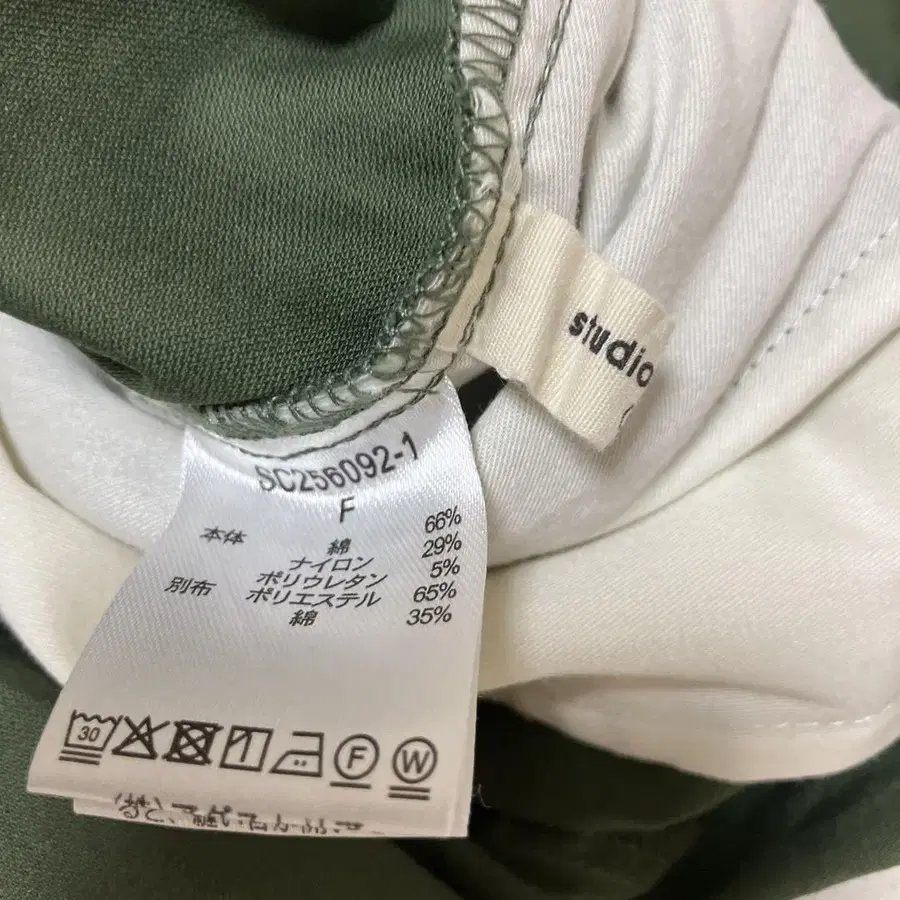 studio
SC256092-1
F
本体 綿 66%
ナイロン 29%
ポリウレタン 5%
別布 ポリエステル 65%
綿 35%
30 F W